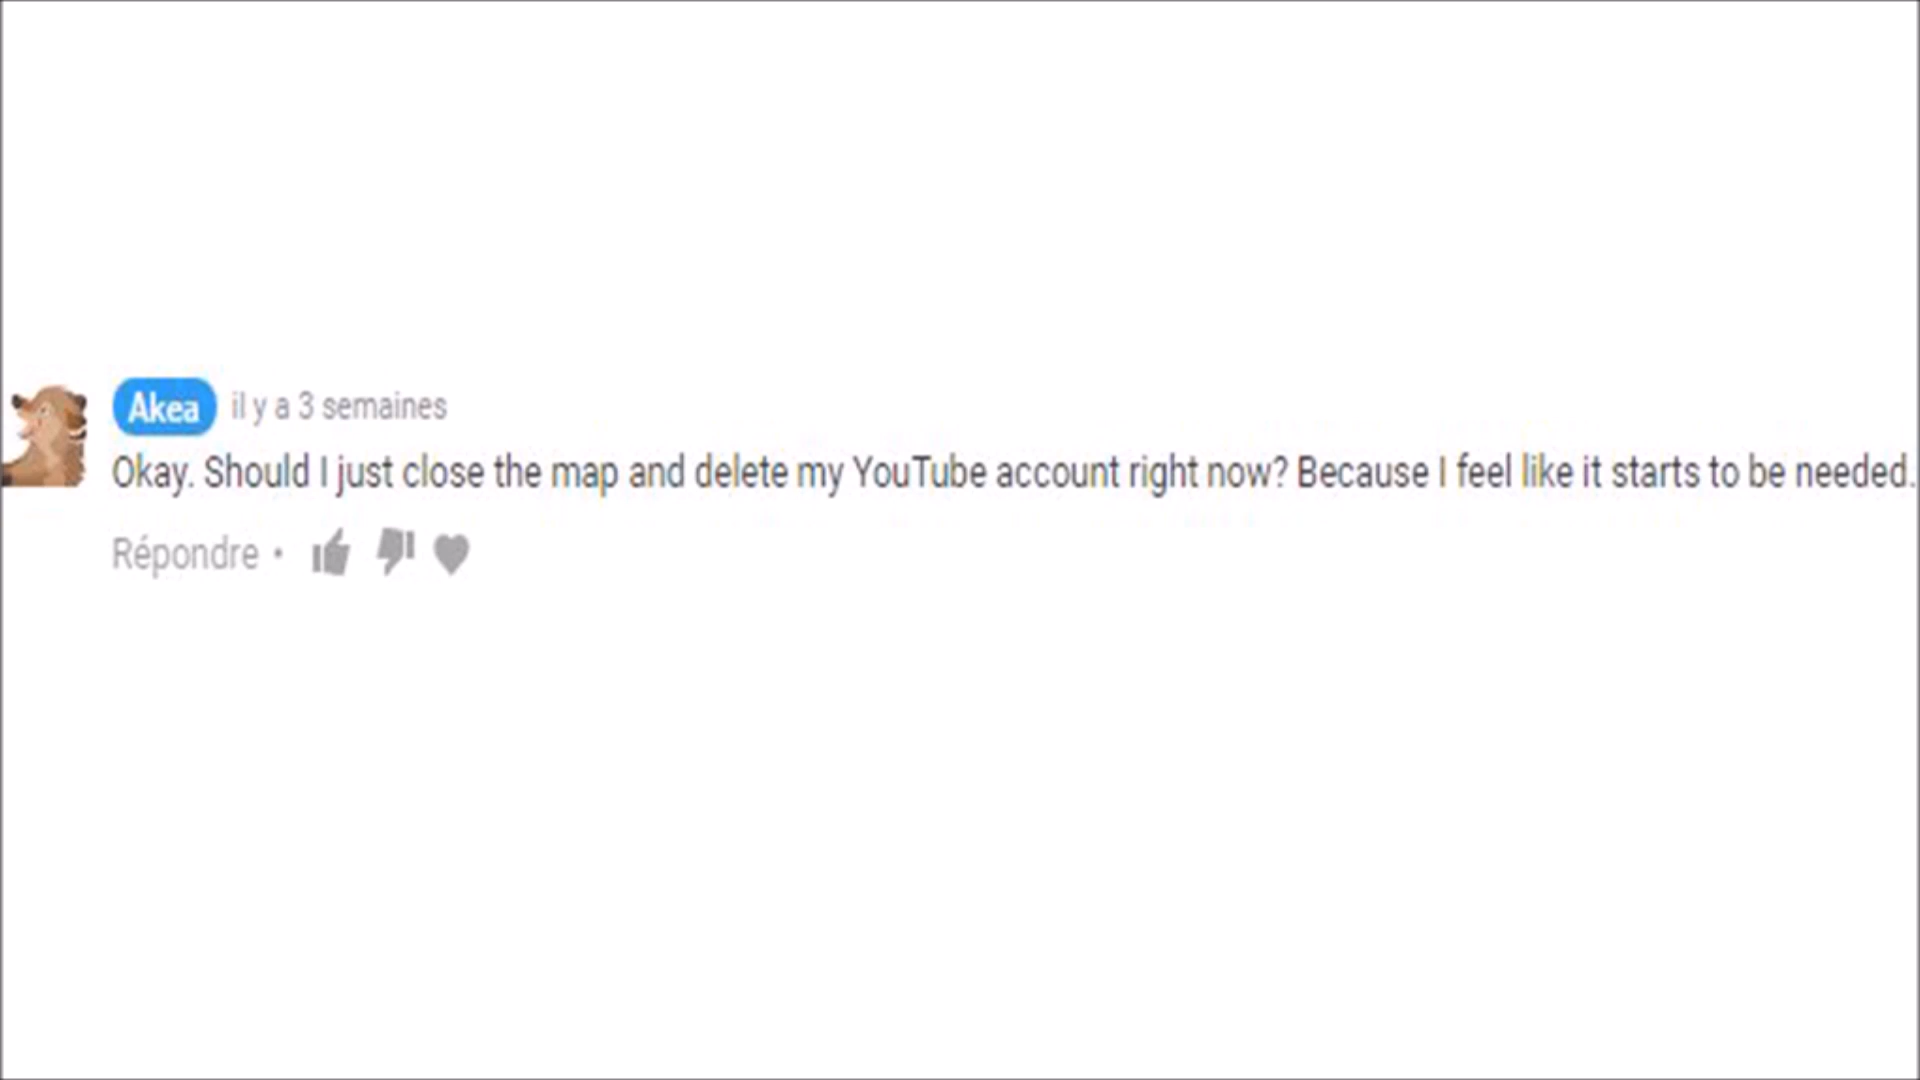 Akea il y a 3 semaines
Okay. Should I just close the map and delete my YouTube account right now? Because I feel like it starts to be needed.
Répondre •